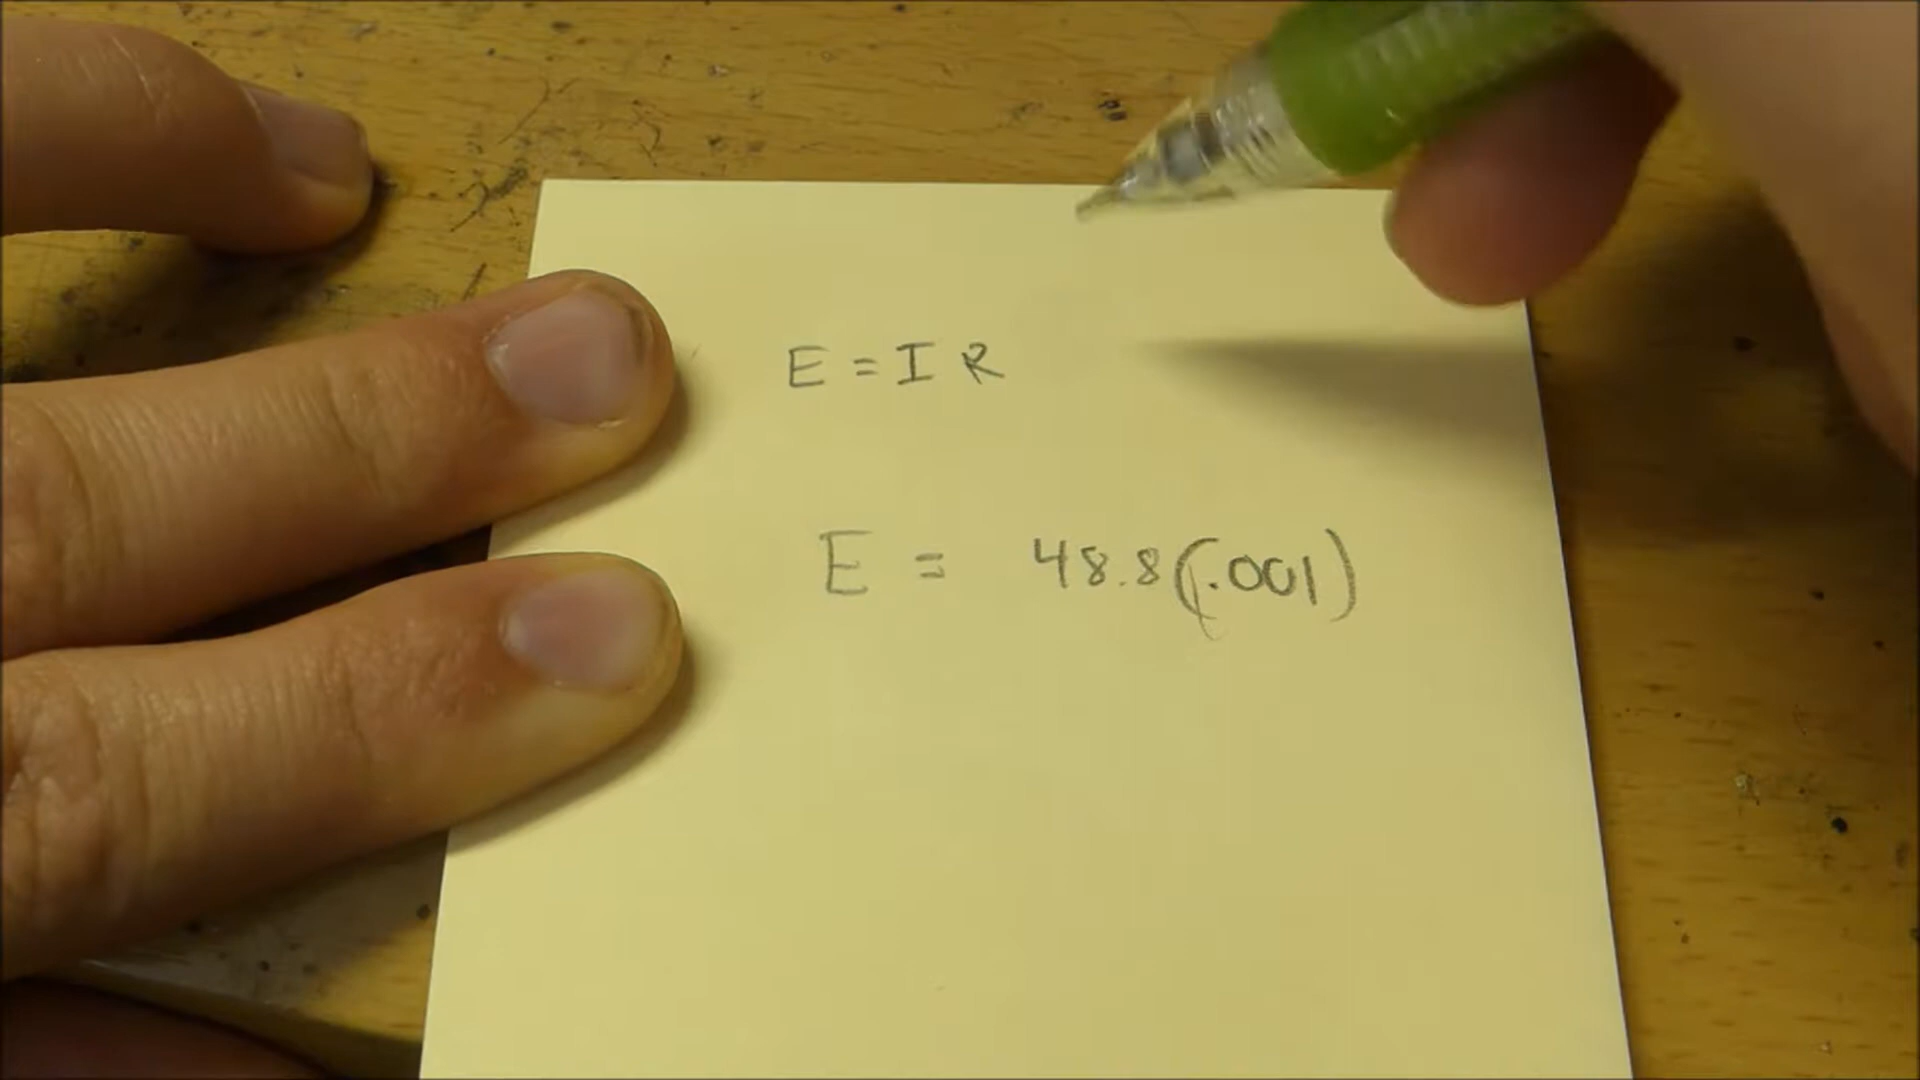 E = I R
E = 48.8(.001)